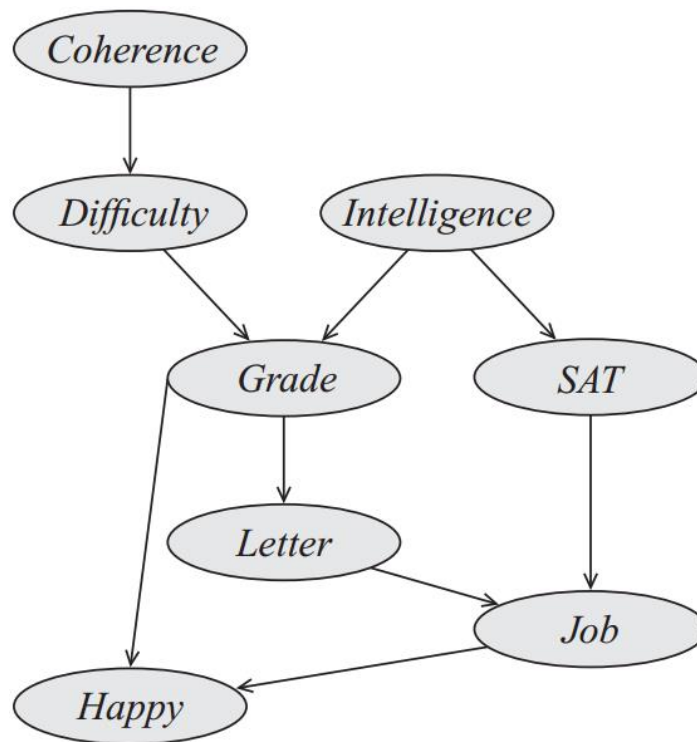 Coherence
Difficulty
Intelligence
Grade
SAT
Letter
Job
Happy